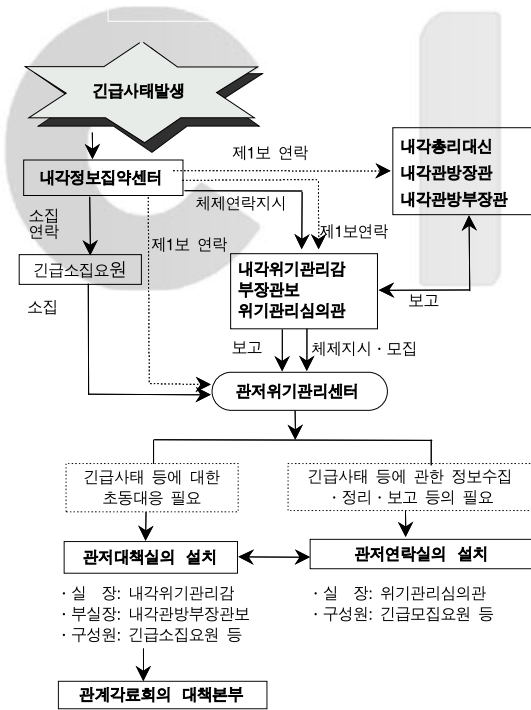 긴급사태발생
제1보 연락
내각총리대신
내각관방장관
내각관방부장관
내각정보집약센터
소집
연락
제1보 연락
체제연락지시
제1보연락
긴급소집요원
내각위기관리감
부장관보
위기관리심의관
보고
소집
보고
체제지시・모집
관저위기관리센터
긴급사태 등에 대한
초동대응 필요
긴급사태 등에 관한 정보수집
・정리・보고 등의 필요
관저대책실의 설치
관저연락실의 설치
・실 장: 내각위기관리감
・부실장: 내각관방부장관보
・구성원: 긴급소집요원 등
・실 장: 위기관리심의관
・구성원: 긴급모집요원 등
관계각료회의 대책본부